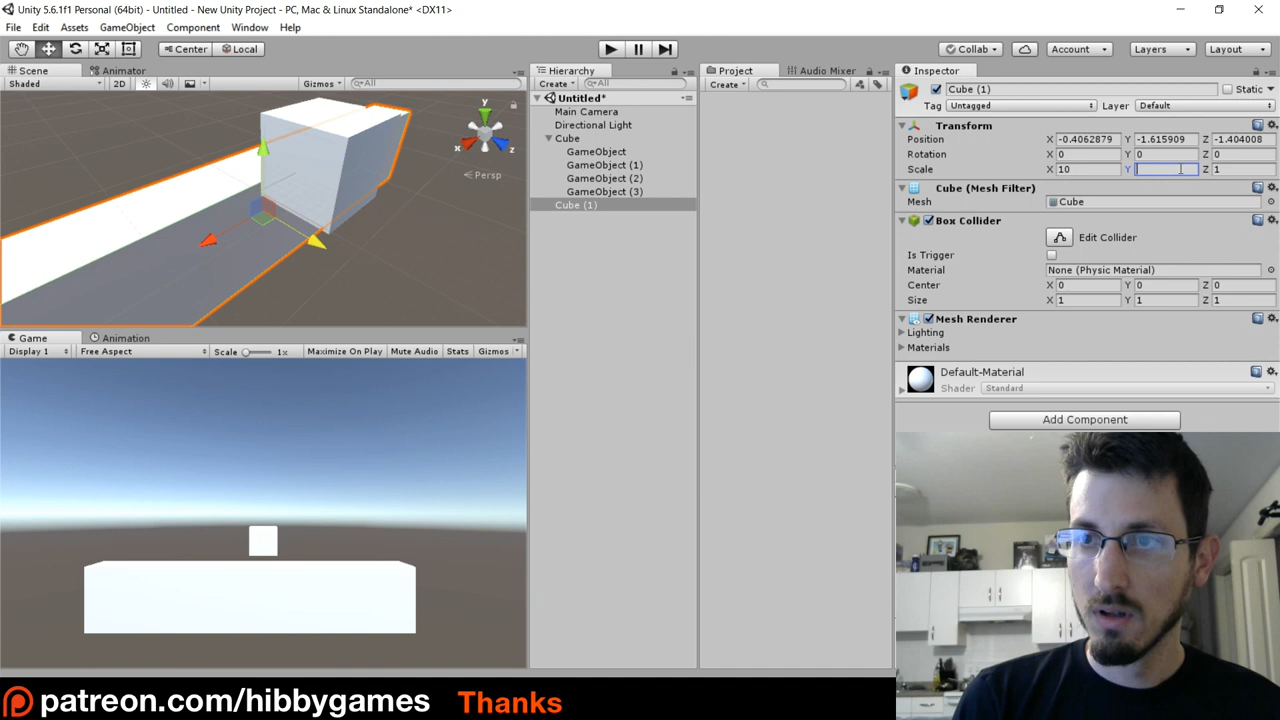 Unity 5.6.1f1 Personal (64bit) - Untitled - New Unity Project - PC, Mac & Linux Standalone* <DX11>
File Edit Assets GameObject Component Window Help
Center Local Collab Account Layers Layout
Scene Animator
Shaded 2D Gizmos All
y
x
z
Persp
Game Animation
Display 1 Free Aspect Scale 1x Maximize On Play Mute Audio Stats Gizmos
Hierarchy
Create All
Untitled*
Main Camera
Directional Light
Cube
GameObject
GameObject (1)
GameObject (2)
GameObject (3)
Cube (1)
Project Audio Mixer
Create
Inspector
Cube (1) Static
Tag Untagged Layer Default
Transform
Position X -0.4062879 Y -1.615909 Z -1.404008
Rotation X 0 Y 0 Z 0
Scale X 10 Y Z 1
Cube (Mesh Filter)
Mesh Cube
Box Collider
Edit Collider
Is Trigger
Material None (Physic Material)
Center X 0 Y 0 Z 0
Size X 1 Y 1 Z 1
Mesh Renderer
Lighting
Materials
Default-Material
Shader Standard
Add Component
patreon.com/hibbygames Thanks